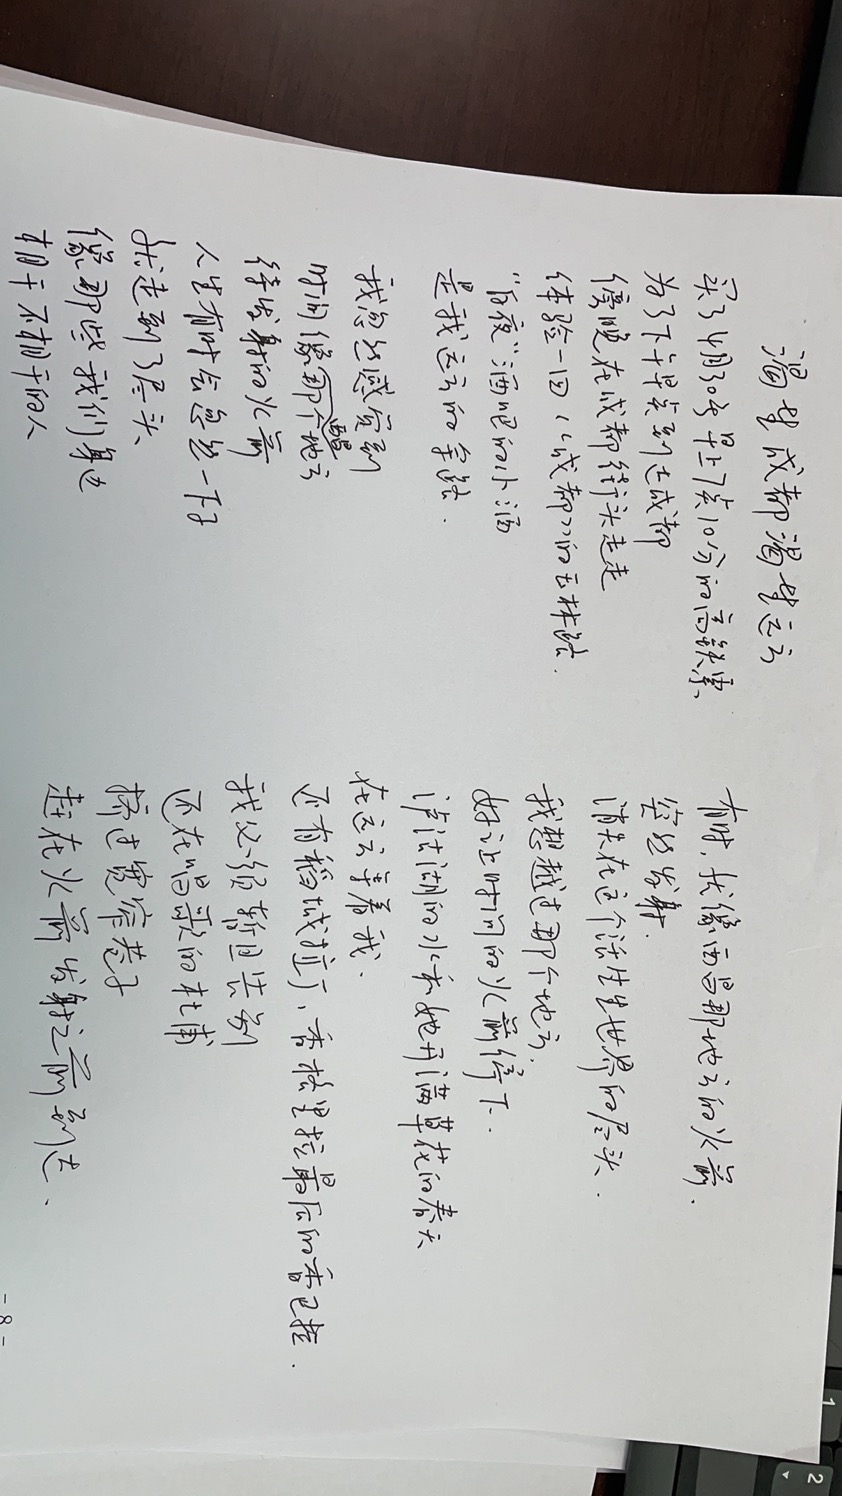 渴望成都渴望远方
买了4月30号早上7点10分的高铁票
为了下午早点到达成都
傍晚在成都街头走走
体验一回《成都》的玉林路.
“白夜”酒吧的小酒
是我远方的余路.
我忽然感觉到
西昌
时间像那个地方
待发射的火箭
人生有时会忽然一下子
就走到了尽头
像那些我们身边
相干不相干的人
有时,就像西昌那地方的火箭.
突然发射.
消失在这个活生生世界的尽头.
我想越过那个地方.
好让时间的火箭停下.
泸沽湖的水和她开满草花的春天
在远方等着我.
还有稻城拉丁,香格里拉最后的香巴拉.
我必须暂且告别
还在唱歌的杜甫
挤过宽窄巷子
赶在火箭发射之前到达.
- 8 -
1
2